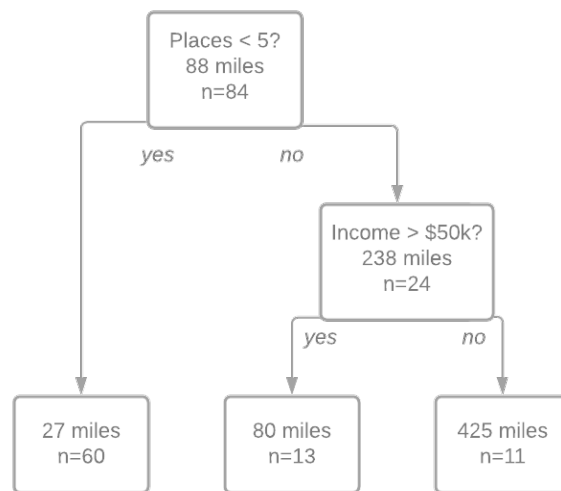 Places < 5?
88 miles
n=84
yes
no
Income > $50k?
238 miles
n=24
yes
no
27 miles
n=60
80 miles
n=13
425 miles
n=11